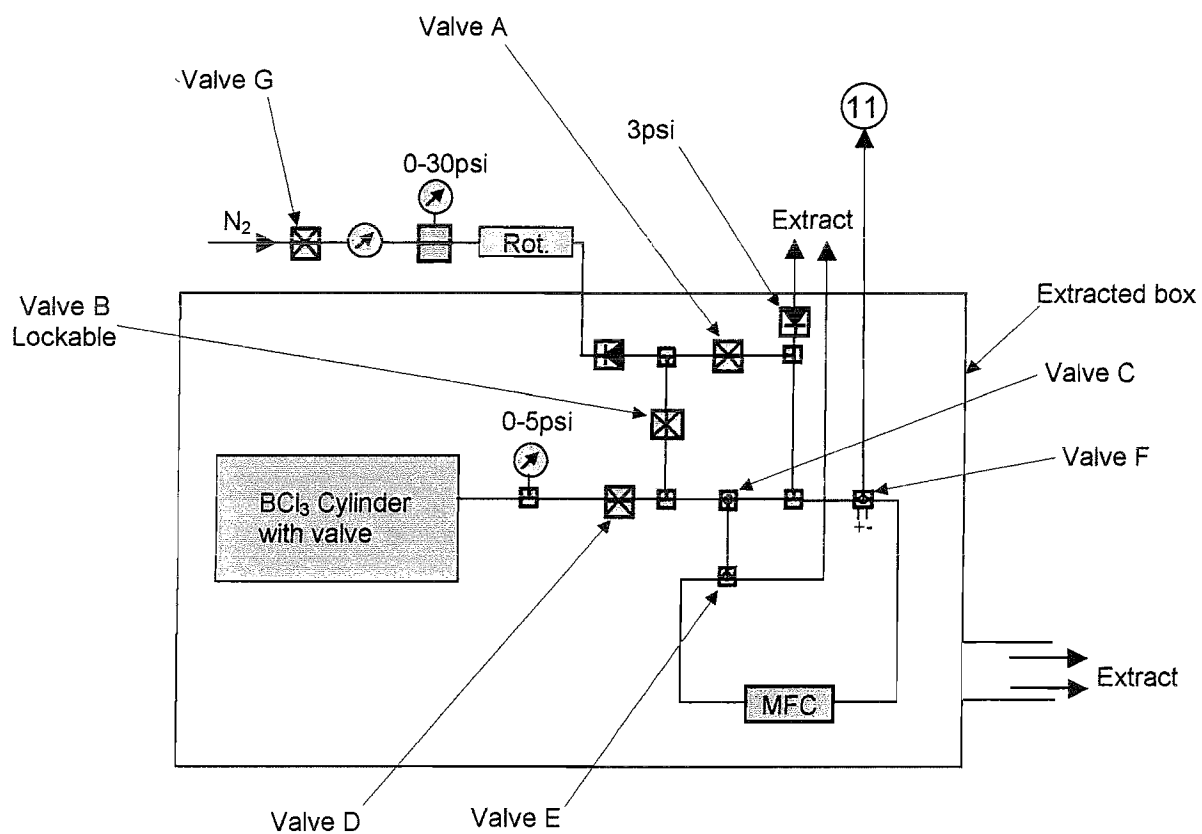 Valve A
Valve G
11
3psi
0-30psi
Extract
N₂
Rot.
Valve B
Lockable
Extracted box
Valve C
0-5psi
Valve F
BCl₃ Cylinder
with valve
+-
MFC
Extract
Valve D
Valve E